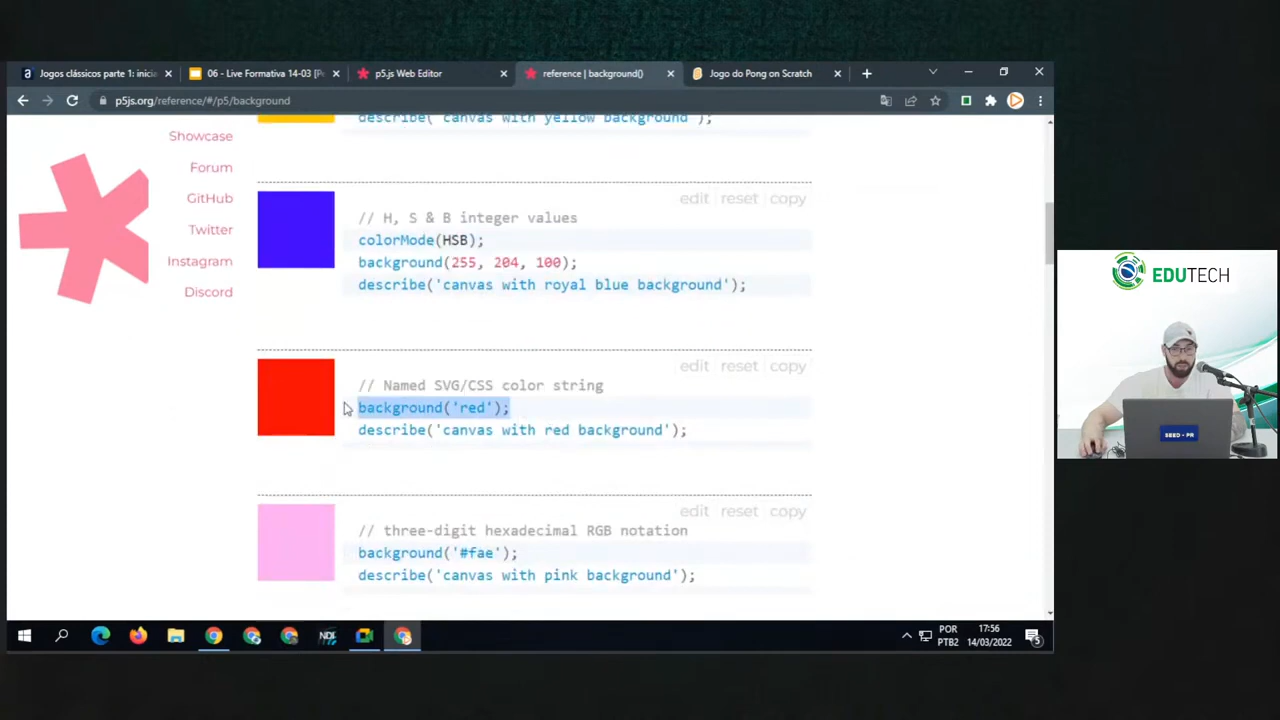 Jogos clássicos parte 1: inicia
06 - Live Formativa 14-03 [P
p5.js Web Editor
reference | background()
Jogo do Pong on Scratch
p5js.org/reference/#/p5/background
describe('canvas with yellow background');
Showcase
Forum
GitHub
Twitter
Instagram
Discord
edit reset copy
// H, S & B integer values
colorMode(HSB);
background(255, 204, 100);
describe('canvas with royal blue background');
edit reset copy
// Named SVG/CSS color string
background('red');
describe('canvas with red background');
edit reset copy
// three-digit hexadecimal RGB notation
background('#fae');
describe('canvas with pink background');
EDUTECH
SEED - PR
NDI
POR
PTB2
17:56
14/03/2022
5